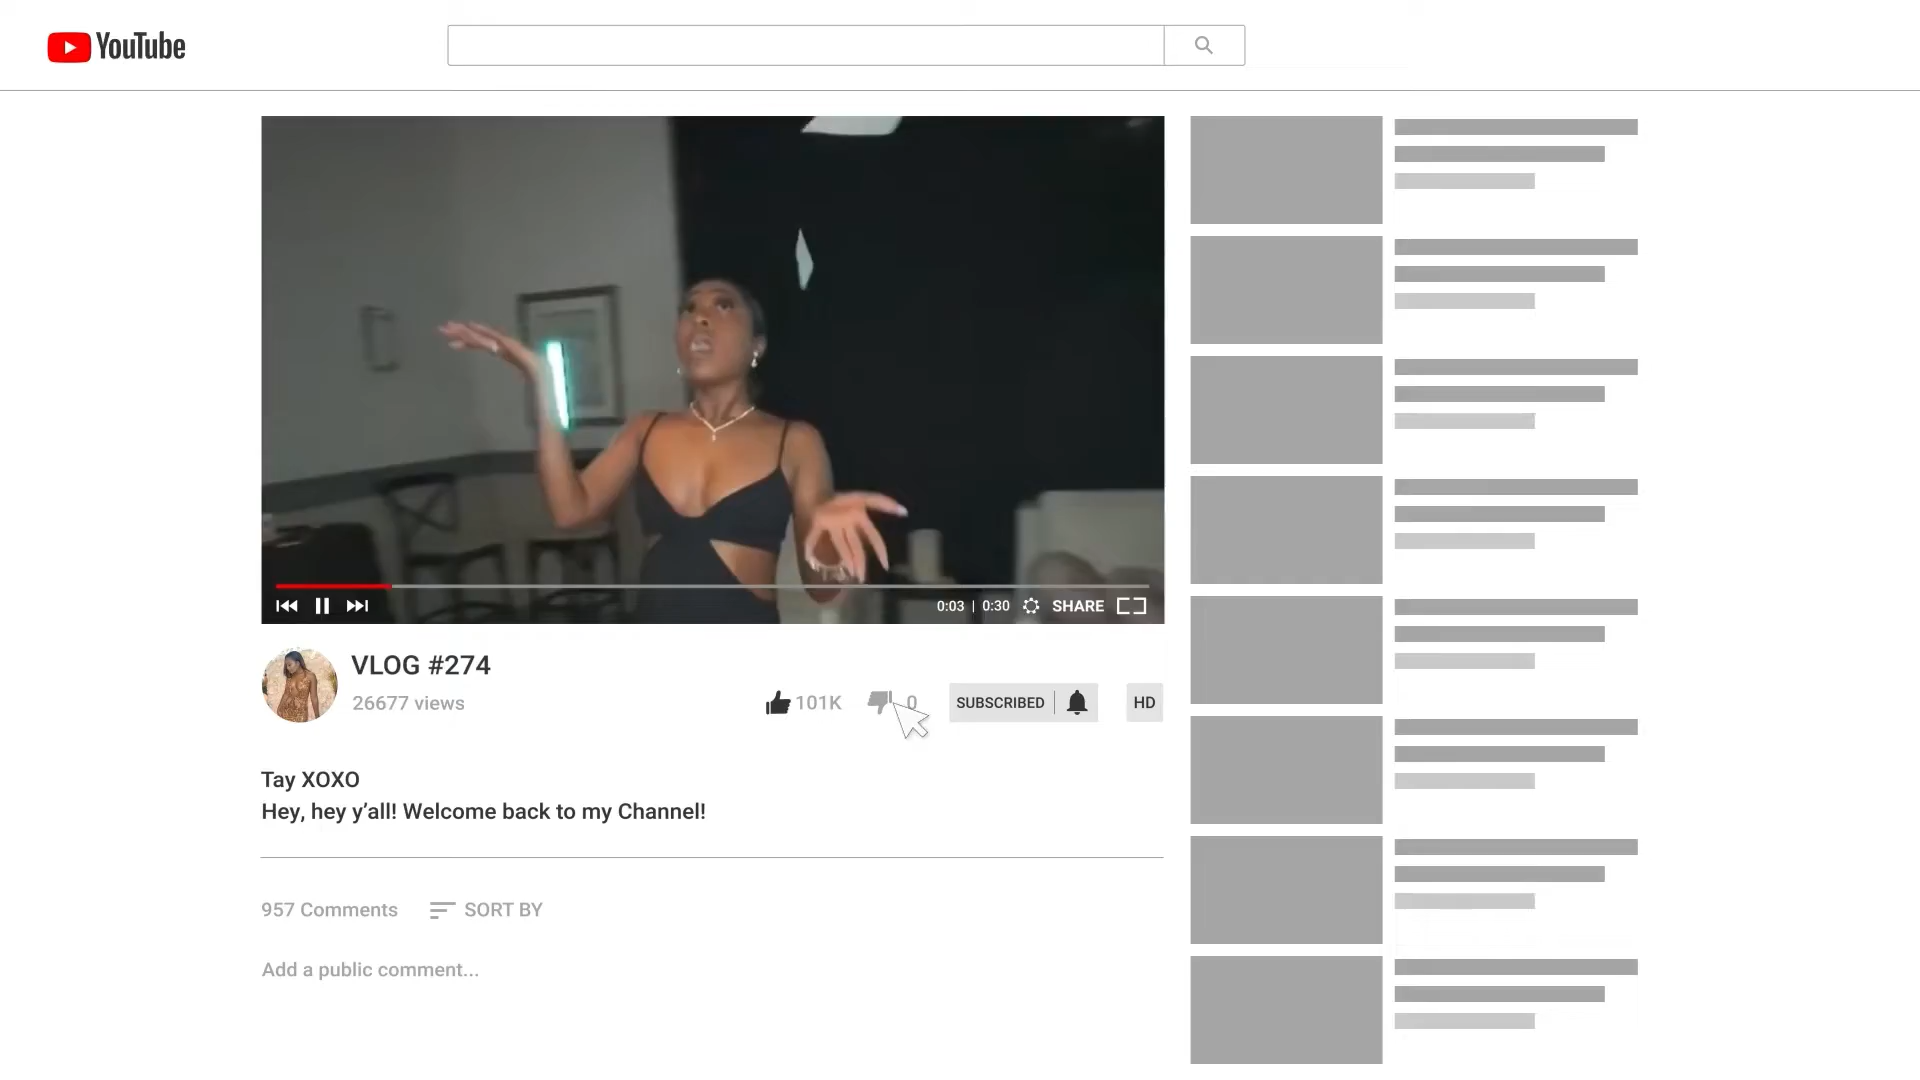 YouTube
0:03 | 0:30 SHARE
VLOG #274
26677 views
101K 0 SUBSCRIBED HD
Tay XOXO
Hey, hey y’all! Welcome back to my Channel!
957 Comments SORT BY
Add a public comment...